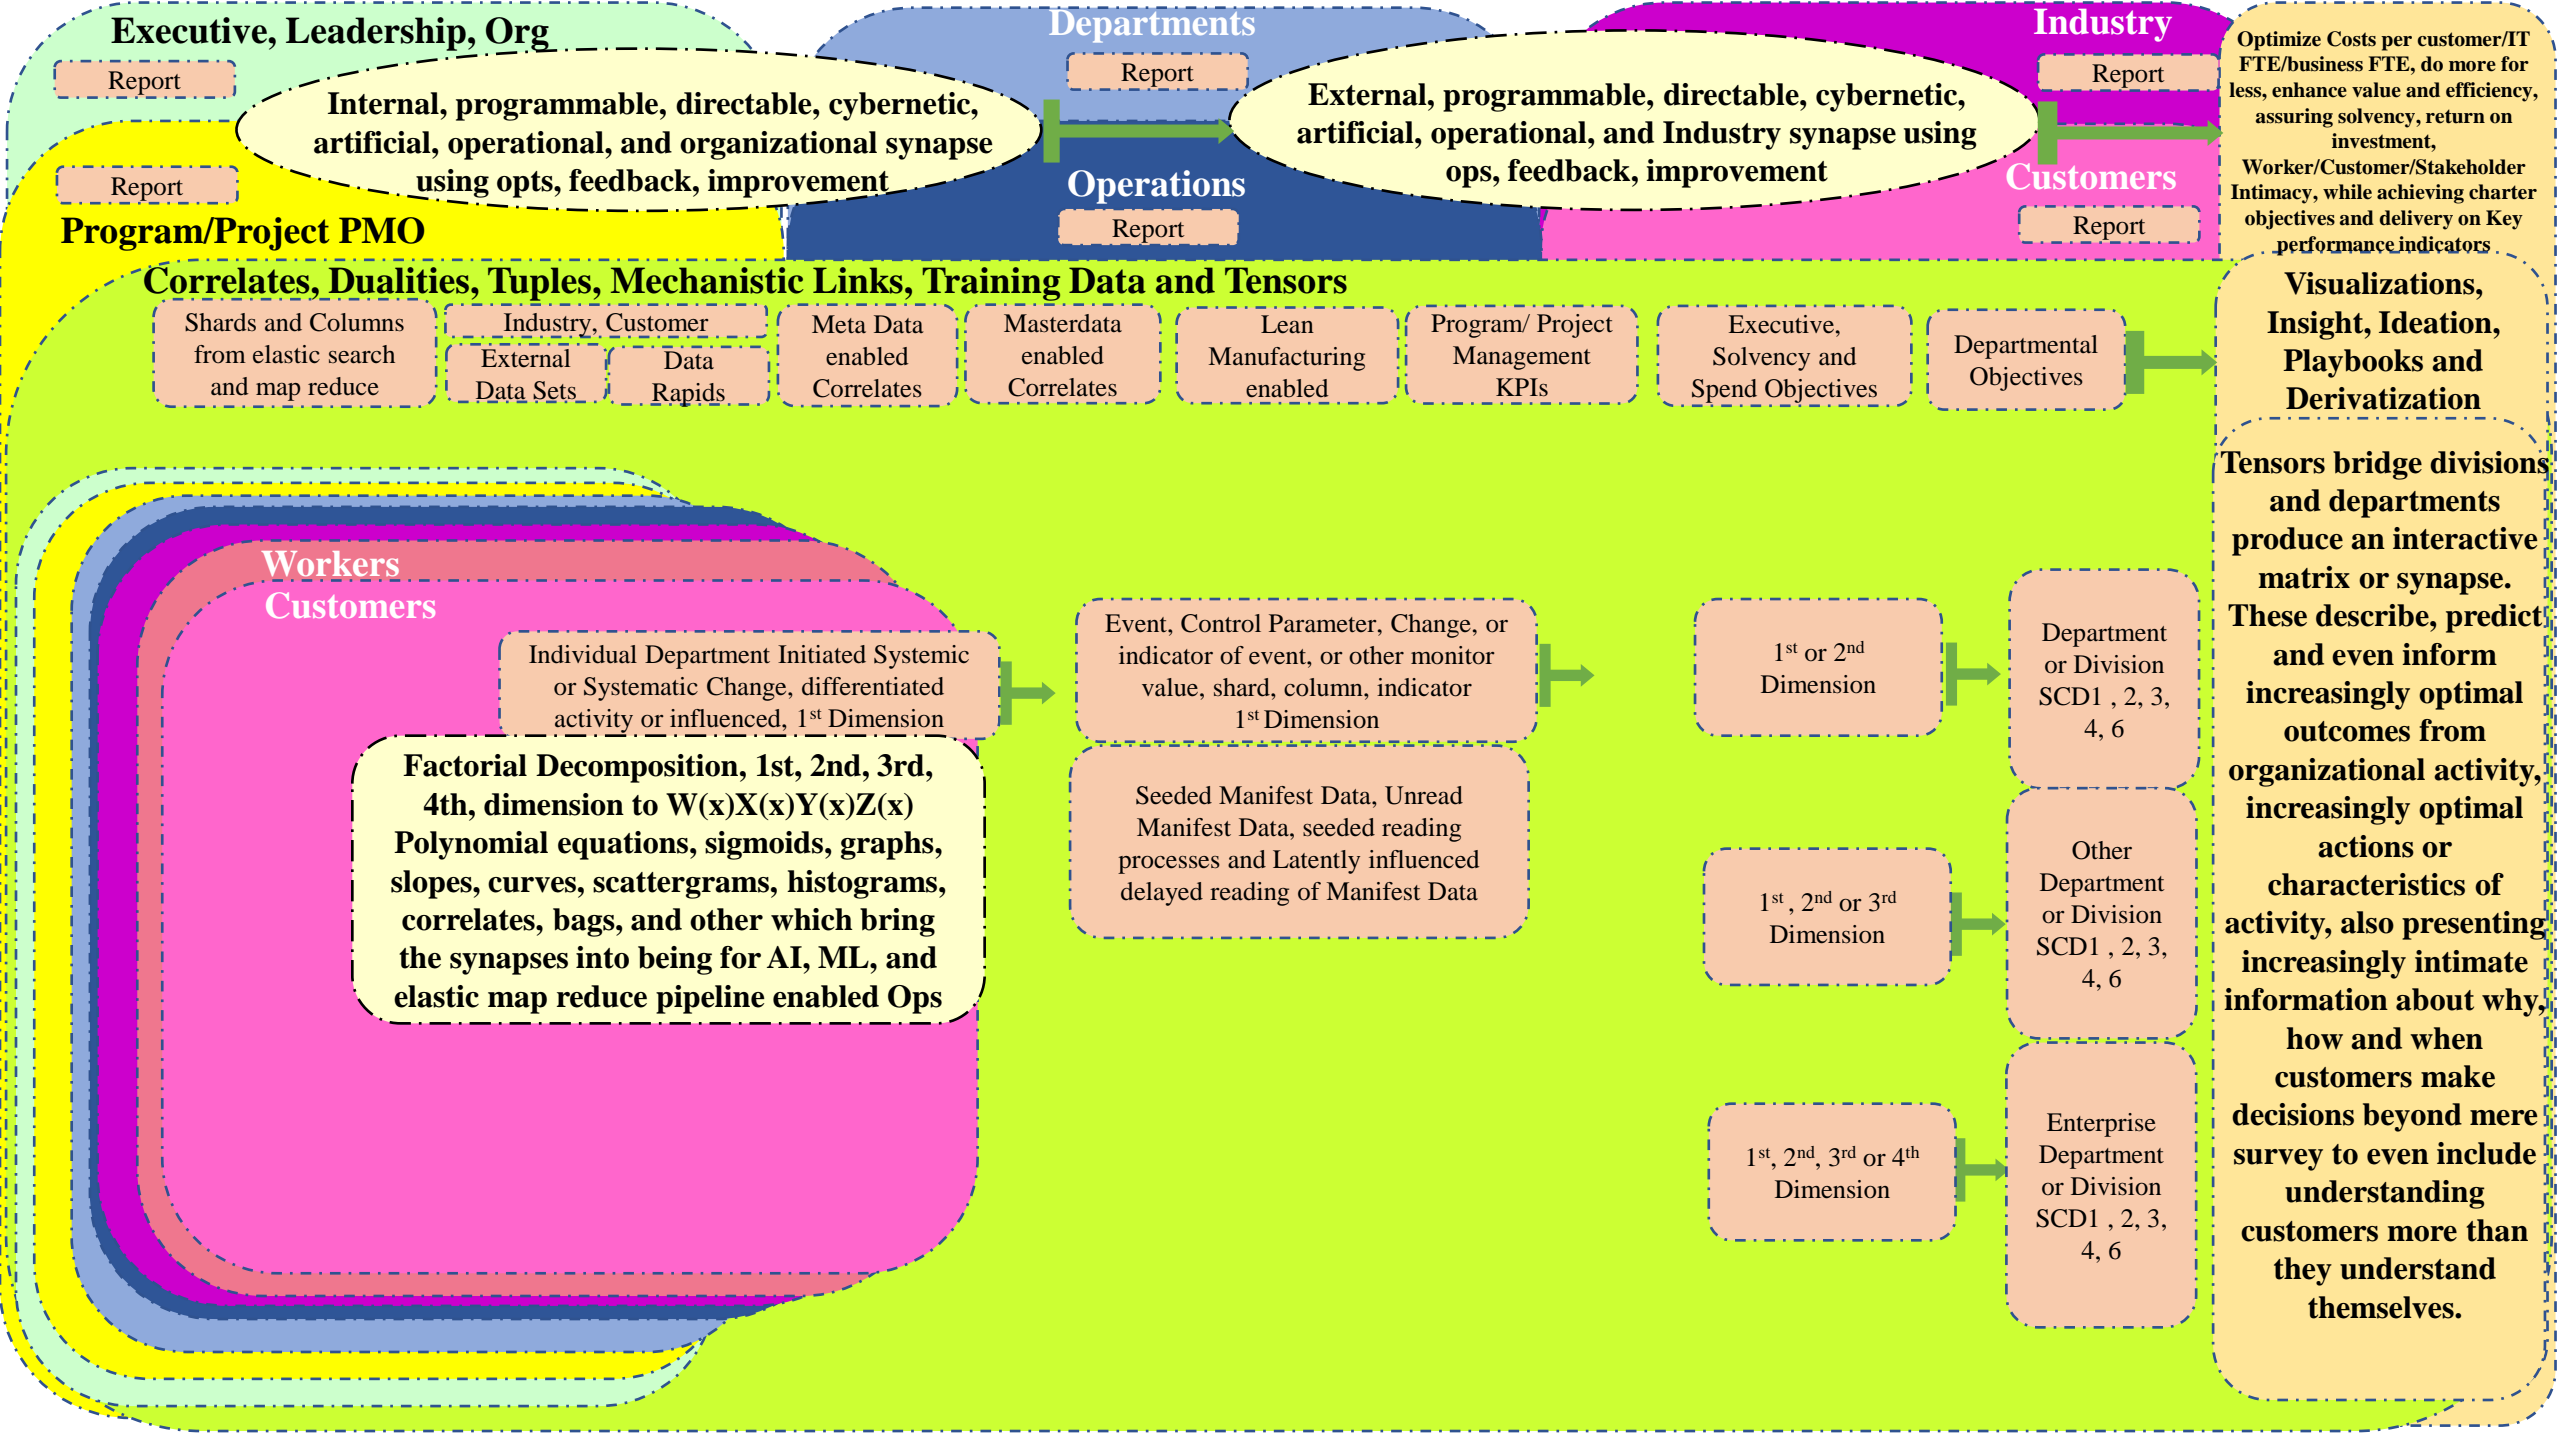 Executive, Leadership, Org
Report
Internal, programmable, directable, cybernetic,
artificial, operational, and organizational synapse
using opts, feedback, improvement
Report
Program/Project PMO
Departments
Report
Operations
Report
External, programmable, directable, cybernetic,
artificial, operational, and Industry synapse using
ops, feedback, improvement
Industry
Report
Customers
Report
Optimize Costs per customer/IT
FTE/business FTE, do more for
less, enhance value and efficiency,
assuring solvency, return on
investment,
Worker/Customer/Stakeholder
Intimacy, while achieving charter
objectives and delivery on Key
performance indicators
Correlates, Dualities, Tuples, Mechanistic Links, Training Data and Tensors
Shards and Columns
from elastic search
and map reduce
Industry, Customer
External
Data Sets
Data
Rapids
Meta Data
enabled
Correlates
Masterdata
enabled
Correlates
Lean
Manufacturing
enabled
Program/ Project
Management
KPIs
Executive,
Solvency and
Spend Objectives
Departmental
Objectives
Visualizations,
Insight, Ideation,
Playbooks and
Derivatization
Workers
Customers
Individual Department Initiated Systemic
or Systematic Change, differentiated
activity or influenced, 1st Dimension
Factorial Decomposition, 1st, 2nd, 3rd,
4th, dimension to W(x)X(x)Y(x)Z(x)
Polynomial equations, sigmoids, graphs,
slopes, curves, scattergrams, histograms,
correlates, bags, and other which bring
the synapses into being for AI, ML, and
elastic map reduce pipeline enabled Ops
Event, Control Parameter, Change, or
indicator of event, or other monitor
value, shard, column, indicator
1st Dimension
Seeded Manifest Data, Unread
Manifest Data, seeded reading
processes and Latently influenced
delayed reading of Manifest Data
1st or 2nd
Dimension
Department
or Division
SCD1 , 2, 3,
4, 6
1st , 2nd or 3rd
Dimension
Other
Department
or Division
SCD1 , 2, 3,
4, 6
1st, 2nd, 3rd or 4th
Dimension
Enterprise
Department
or Division
SCD1 , 2, 3,
4, 6
Tensors bridge divisions
and departments
produce an interactive
matrix or synapse.
These describe, predict
and even inform
increasingly optimal
outcomes from
organizational activity,
increasingly optimal
actions or
characteristics of
activity, also presenting
increasingly intimate
information about why,
how and when
customers make
decisions beyond mere
survey to even include
understanding
customers more than
they understand
themselves.